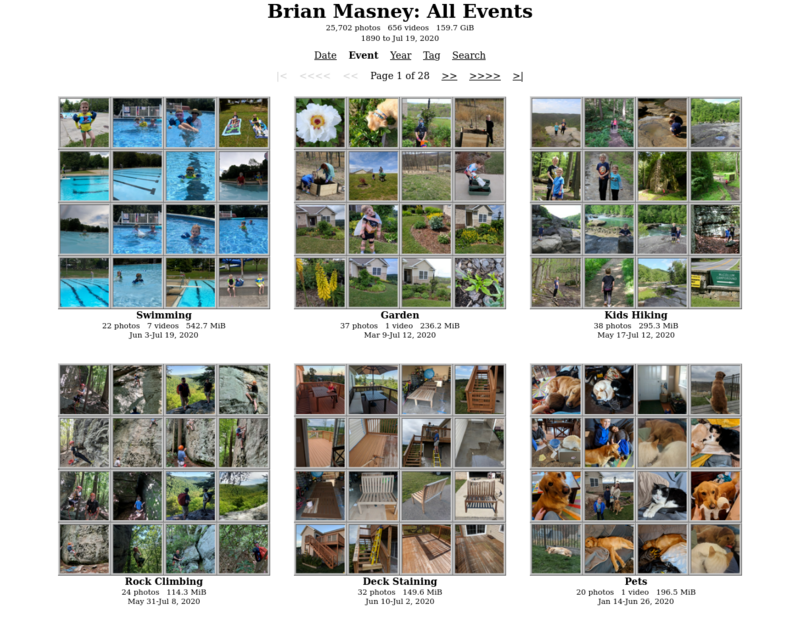 Brian Masney: All Events
25,702 photos 656 videos 159.7 GiB
1890 to Jul 19, 2020
Date Event Year Tag Search
|< <<<< << Page 1 of 28 >> >>>> >|
Swimming
22 photos 7 videos 542.7 MiB
Jun 3-Jul 19, 2020
Garden
37 photos 1 video 236.2 MiB
Mar 9-Jul 12, 2020
Kids Hiking
38 photos 295.3 MiB
May 17-Jul 12, 2020
Rock Climbing
24 photos 114.3 MiB
May 31-Jul 8, 2020
Deck Staining
32 photos 149.6 MiB
Jun 10-Jul 2, 2020
Pets
20 photos 1 video 196.5 MiB
Jan 14-Jun 26, 2020